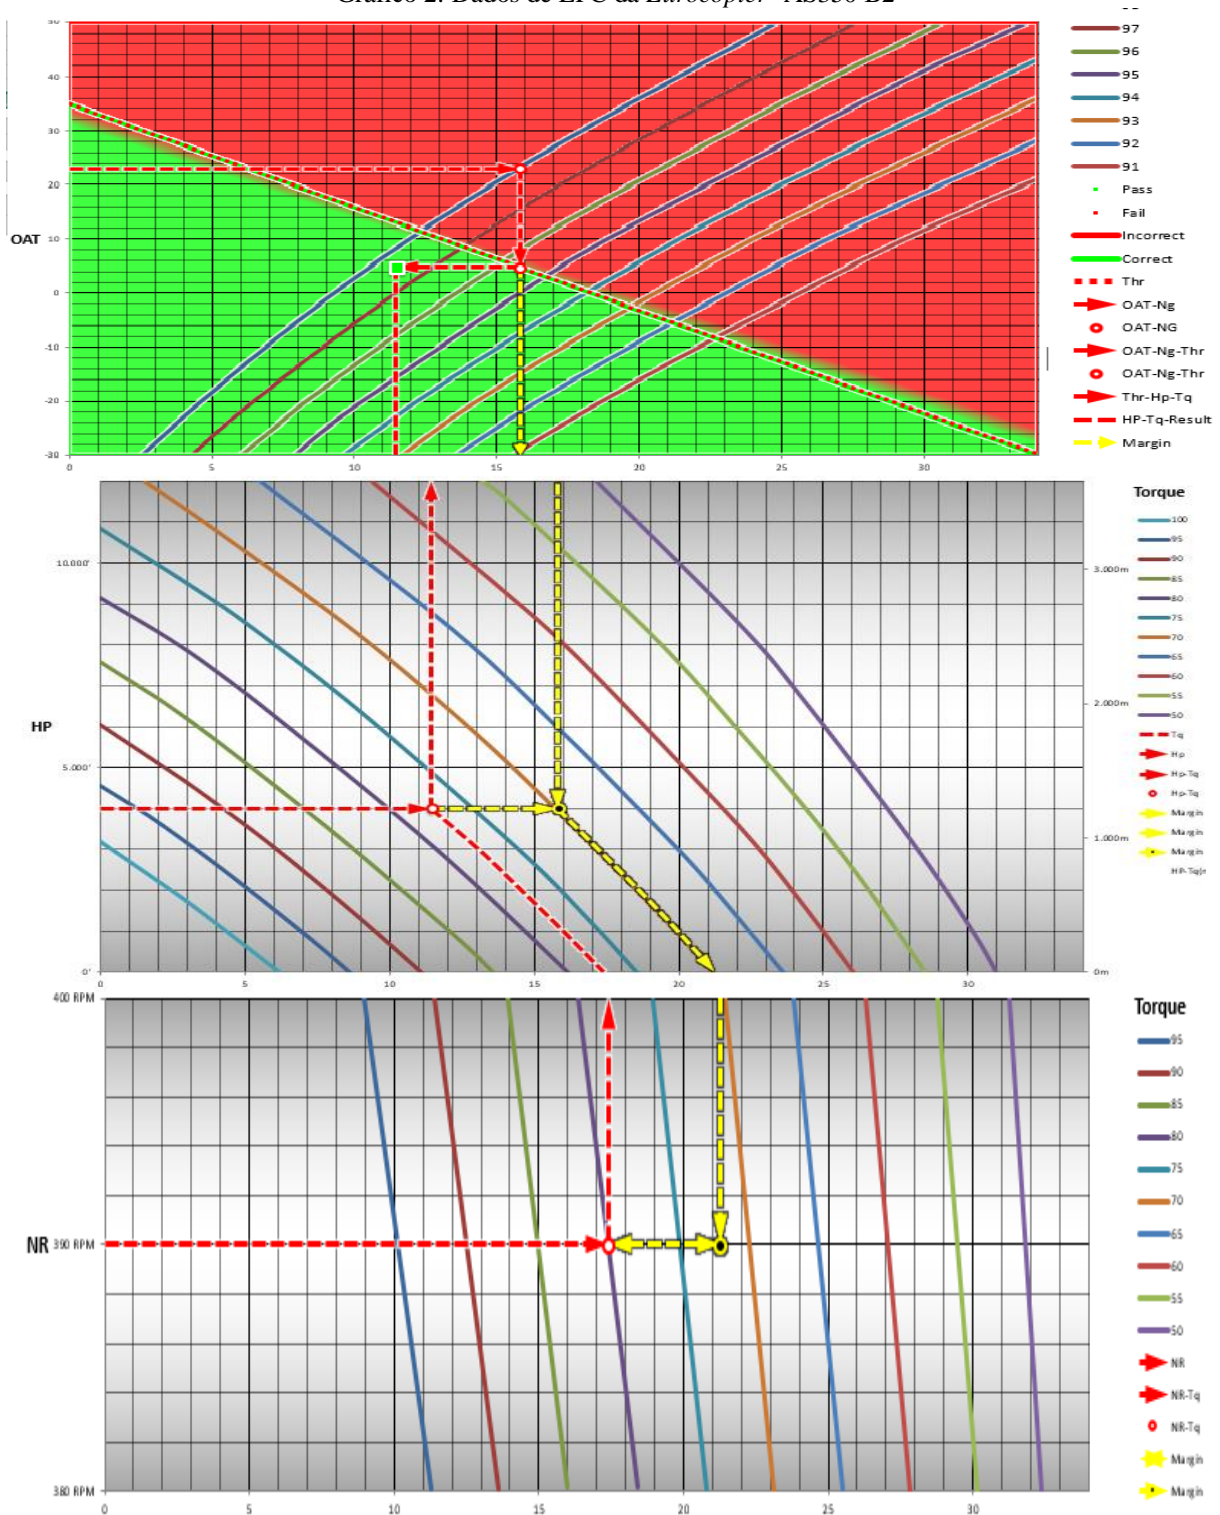 Gráfico 2: Dados de EPC da Eurocopter AS350 B2
50
40
30
20
10
0
-10
-20
-30
OAT
0 5 10 15 20 25 30
97
96
95
94
93
92
91
Pass
Fail
Incorrect
Correct
Thr
OAT-Ng
OAT-NG
OAT-Ng-Thr
OAT-Ng-Thr
Thr-Hp-Tq
HP-Tq-Result
Margin
10.000'
5.000'
0'
HP
3.000m
2.000m
1.000m
0m
0 5 10 15 20 25 30
Torque
100
95
90
85
80
75
70
65
60
55
50
Tq
Hp
Hp-Tq
Hp-Tq
Margin
Margin
Margin
400 RPM
NR 390 RPM
380 RPM
0 5 10 15 20 25 30
Torque
95
90
85
80
75
70
65
60
55
50
NR
NR-Tq
NR-Tq
Margin
Margin